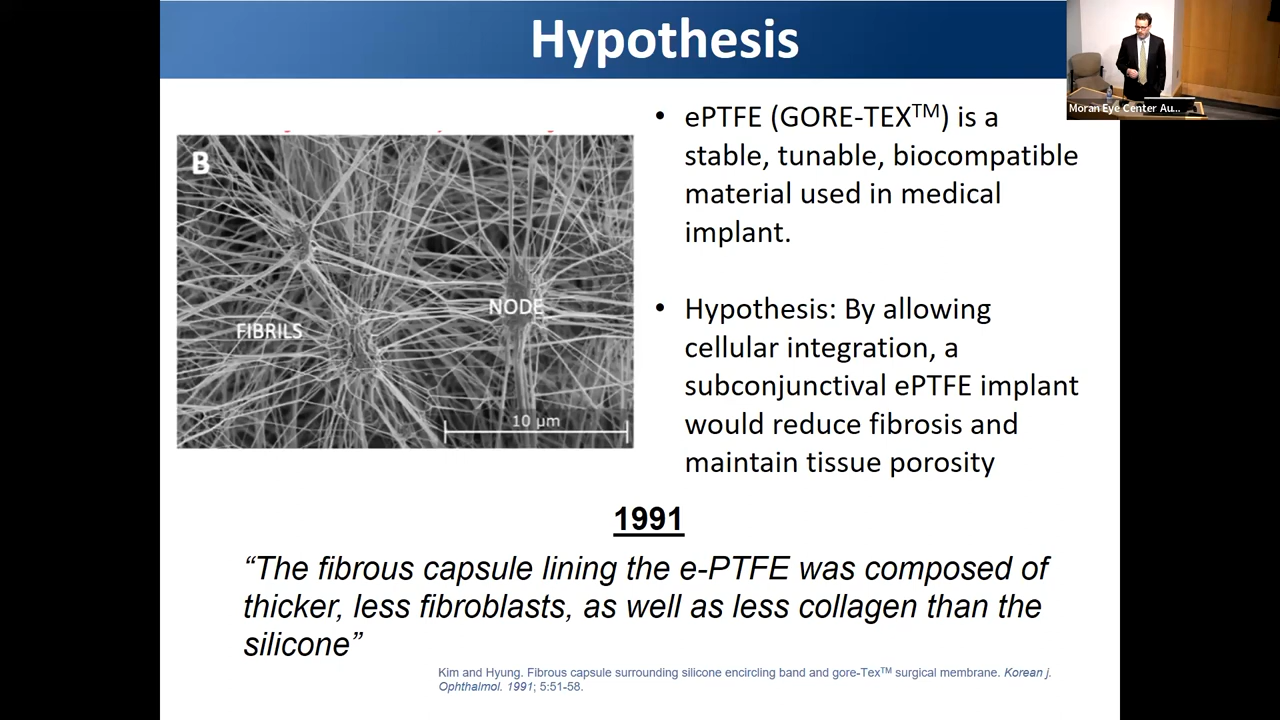 Hypothesis
Moran Eye Center Au...
B
FIBRILS
NODE
10 µm
• ePTFE (GORE-TEX™) is a
stable, tunable, biocompatible
material used in medical
implant.
• Hypothesis: By allowing
cellular integration, a
subconjunctival ePTFE implant
would reduce fibrosis and
maintain tissue porosity
1991
“The fibrous capsule lining the e-PTFE was composed of
thicker, less fibroblasts, as well as less collagen than the
silicone”
Kim and Hyung. Fibrous capsule surrounding silicone encircling band and gore-Tex™ surgical membrane. Korean j.
Ophthalmol. 1991; 5:51-58.